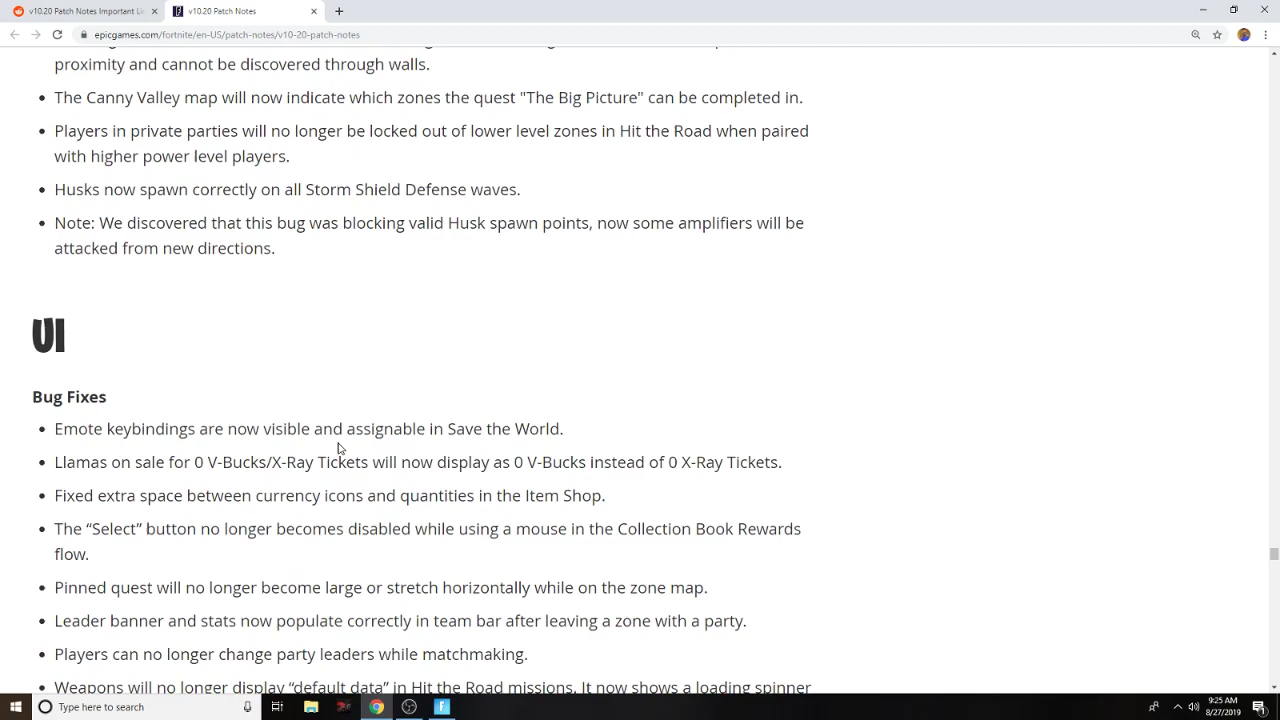 v10.20 Patch Notes Important Li
v10.20 Patch Notes
epicgames.com/fortnite/en-US/patch-notes/v10-20-patch-notes
proximity and cannot be discovered through walls.
The Canny Valley map will now indicate which zones the quest "The Big Picture" can be completed in.
Players in private parties will no longer be locked out of lower level zones in Hit the Road when paired
with higher power level players.
Husks now spawn correctly on all Storm Shield Defense waves.
Note: We discovered that this bug was blocking valid Husk spawn points, now some amplifiers will be
attacked from new directions.
UI
Bug Fixes
Emote keybindings are now visible and assignable in Save the World.
Llamas on sale for 0 V-Bucks/X-Ray Tickets will now display as 0 V-Bucks instead of 0 X-Ray Tickets.
Fixed extra space between currency icons and quantities in the Item Shop.
The “Select” button no longer becomes disabled while using a mouse in the Collection Book Rewards
flow.
Pinned quest will no longer become large or stretch horizontally while on the zone map.
Leader banner and stats now populate correctly in team bar after leaving a zone with a party.
Players can no longer change party leaders while matchmaking.
Weapons will no longer display “default data” in Hit the Road missions. It now shows a loading spinner
Type here to search
9:25 AM
8/27/2019